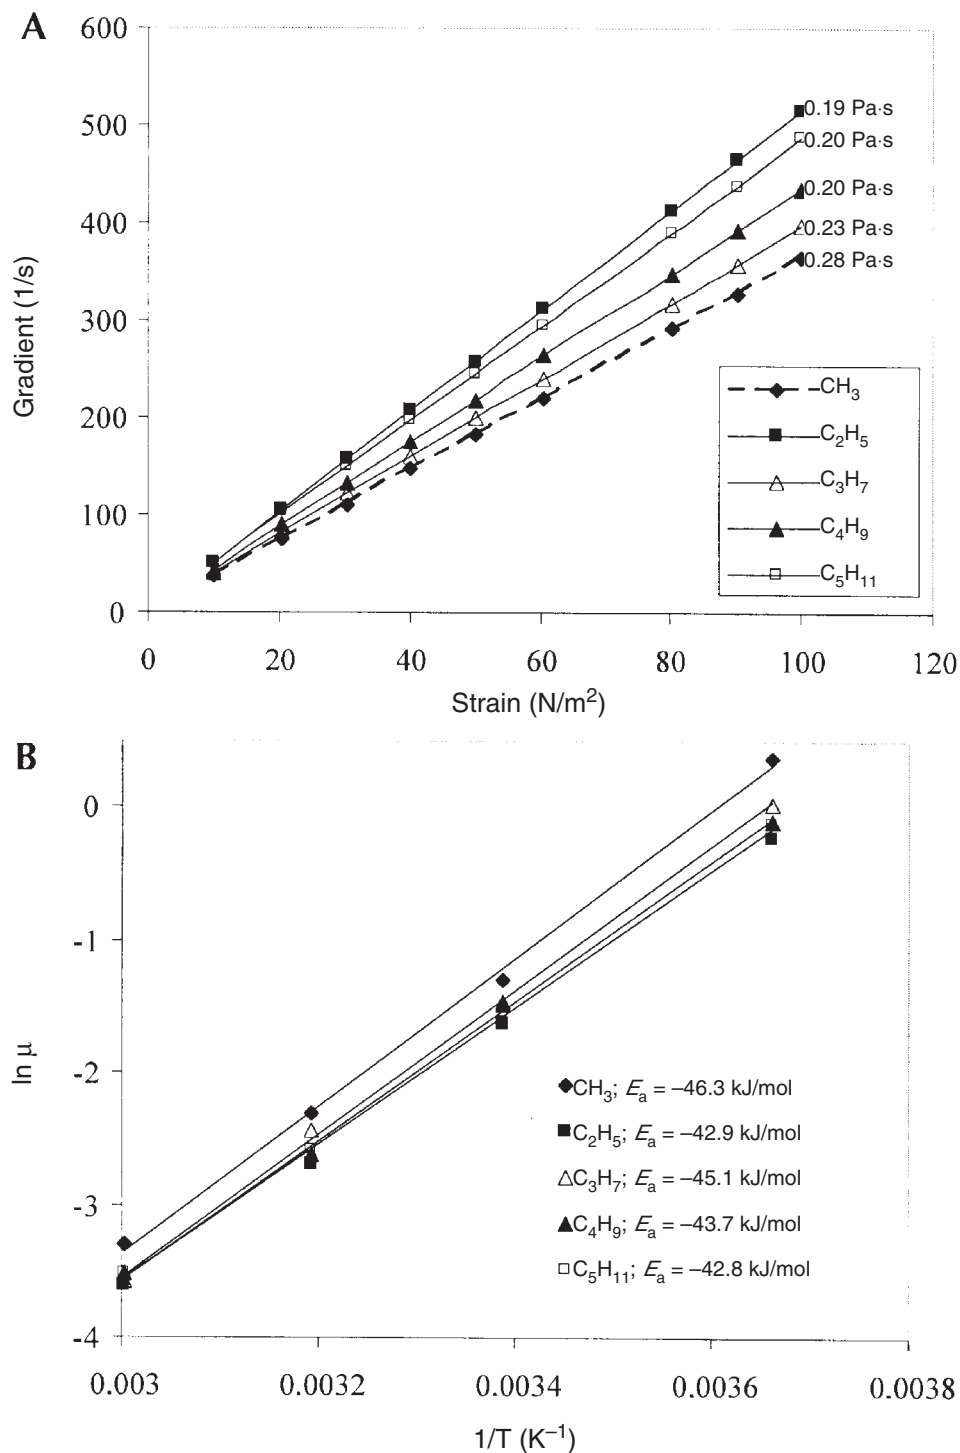 A
600
500
400
300
200
100
0
0 20 40 60 80 100 120
Gradient (1/s)
Strain (N/m²)
0.19 Pa·s
0.20 Pa·s
0.20 Pa·s
0.23 Pa·s
0.28 Pa·s
CH₃
C₂H₅
C₃H₇
C₄H₉
C₅H₁₁
B
0
-1
-2
-3
-4
ln μ
CH₃; Eₐ = –46.3 kJ/mol
C₂H₅; Eₐ = –42.9 kJ/mol
C₃H₇; Eₐ = –45.1 kJ/mol
C₄H₉; Eₐ = –43.7 kJ/mol
C₅H₁₁; Eₐ = –42.8 kJ/mol
0.003 0.0032 0.0034 0.0036 0.0038
1/T (K⁻¹)